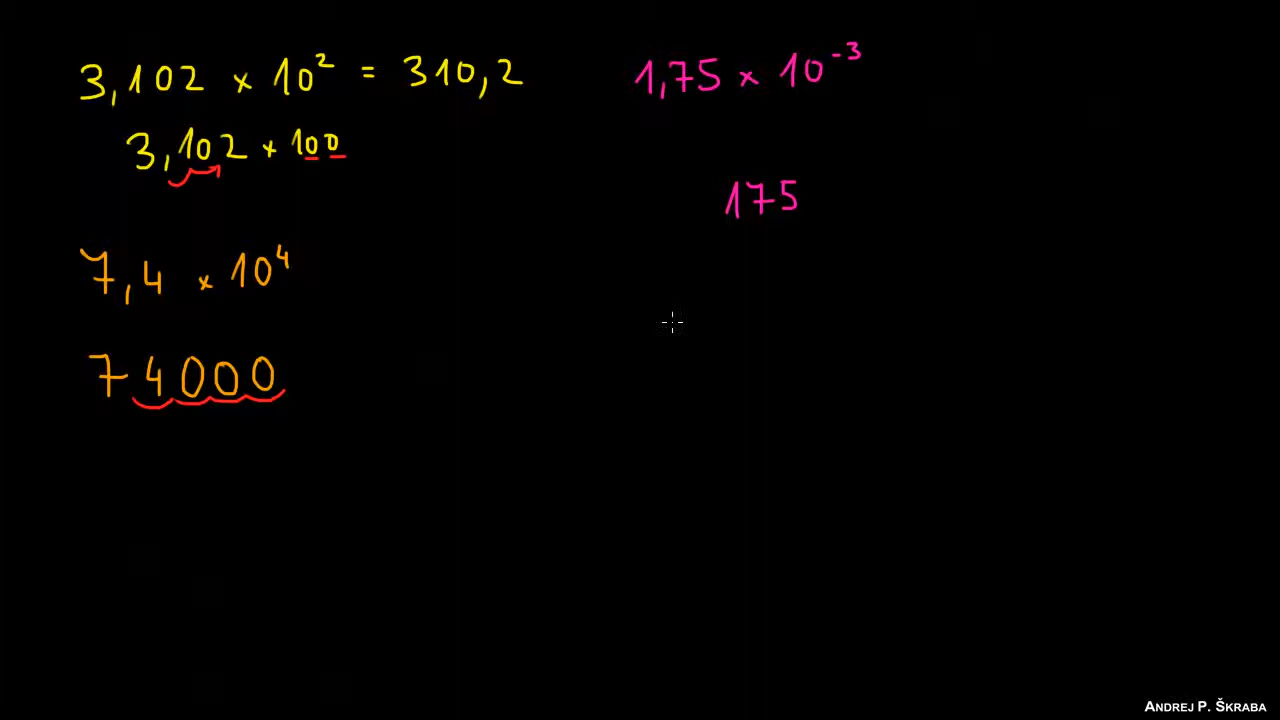 3,102 × 10² = 310,2
3,102 × 100
7,4 × 10⁴
74000
1,75 × 10⁻³
175
ANDREJ P. ŠKRABA